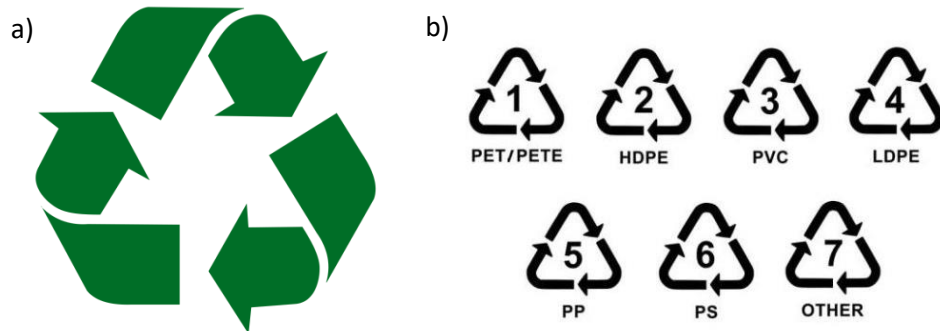 a)
b)
1 2 3 4
PET/PETE HDPE PVC LDPE
5 6 7
PP PS OTHER